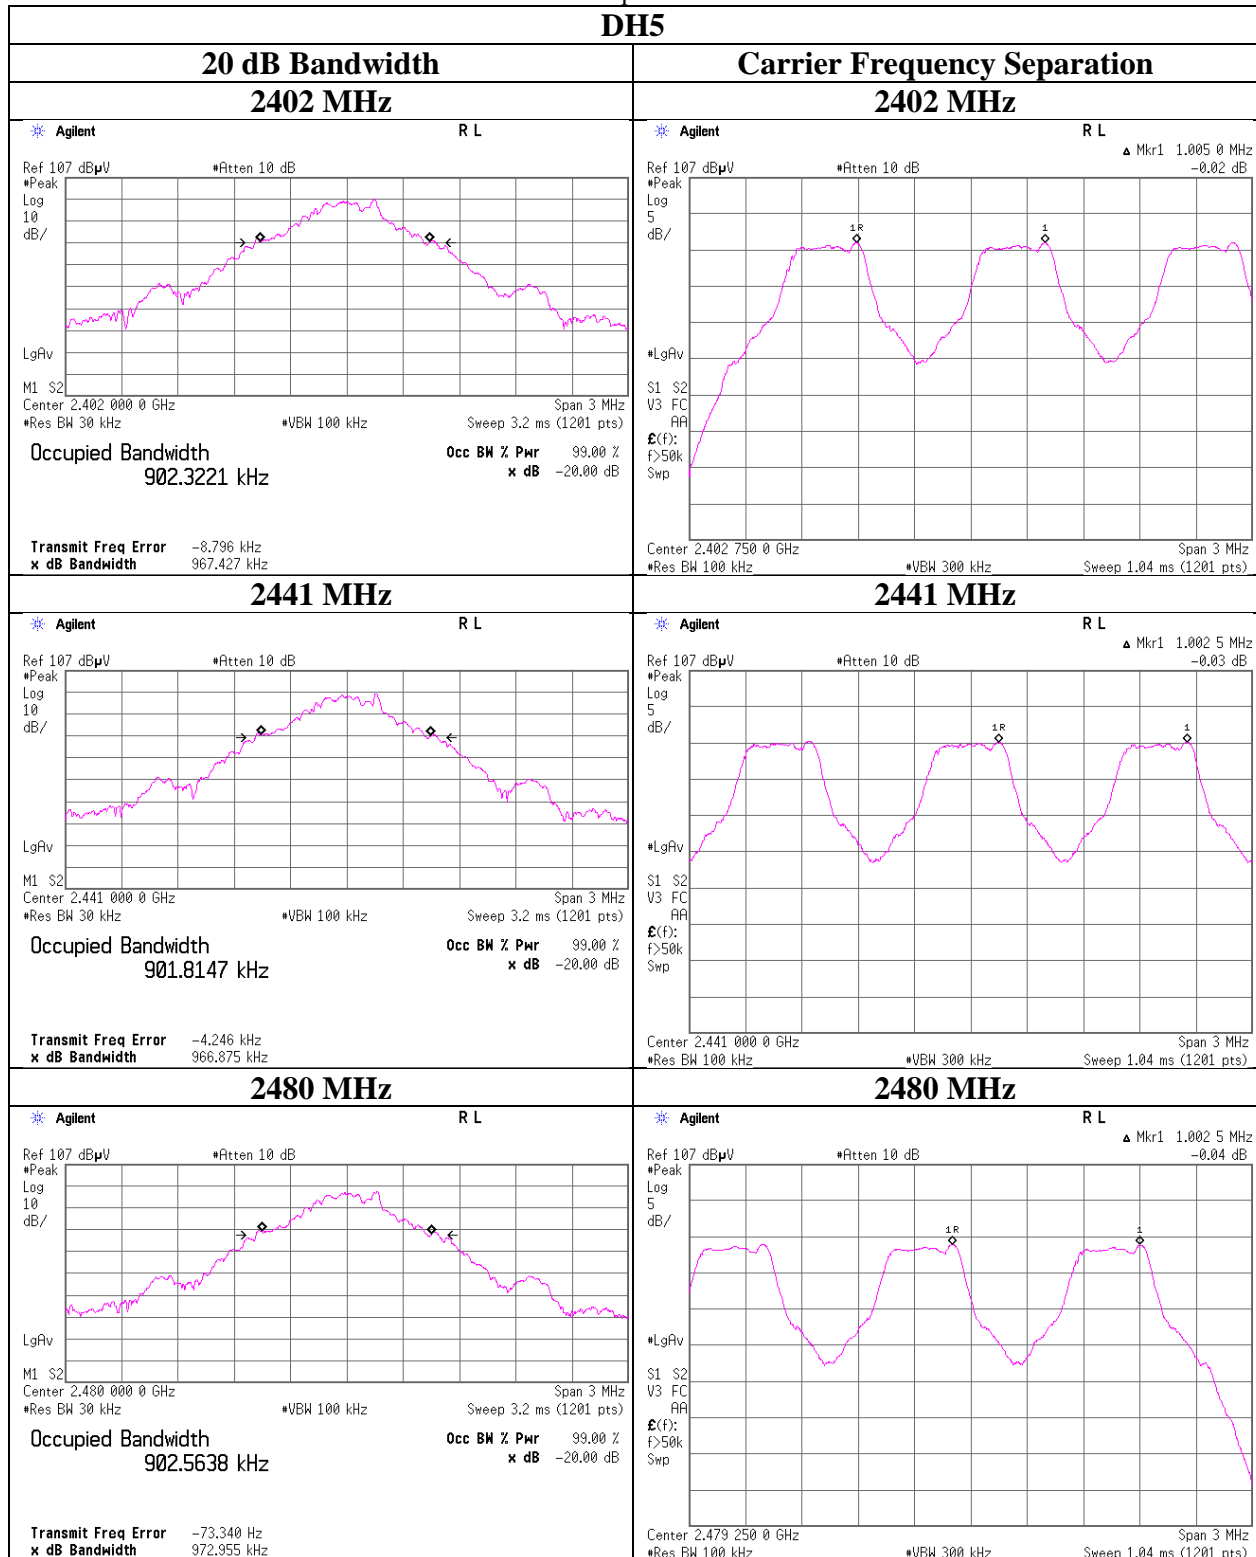 DH5
20 dB Bandwidth
Carrier Frequency Separation
2402 MHz
2402 MHz
Agilent
R L
Ref 107 dBµV
#Atten 10 dB
#Peak
Log
10
dB/
LgAv
M1 S2
Center 2.402 000 0 GHz
Span 3 MHz
#Res BW 30 kHz
#VBW 100 kHz
Sweep 3.2 ms (1201 pts)
Occupied Bandwidth
902.3221 kHz
Occ BW % Pwr 99.00 %
x dB -20.00 dB
Transmit Freq Error -8.796 kHz
x dB Bandwidth 967.427 kHz
Agilent
R L
Δ Mkr1 1.005 0 MHz
Ref 107 dBµV
#Atten 10 dB
-0.02 dB
#Peak
Log
5
dB/
1R
1
#LgAv
S1 S2
V3 FC
AA
£(f):
f>50k
Swp
Center 2.402 750 0 GHz
Span 3 MHz
#Res BW 100 kHz
#VBW 300 kHz
Sweep 1.04 ms (1201 pts)
2441 MHz
2441 MHz
Agilent
R L
Ref 107 dBµV
#Atten 10 dB
#Peak
Log
10
dB/
LgAv
M1 S2
Center 2.441 000 0 GHz
Span 3 MHz
#Res BW 30 kHz
#VBW 100 kHz
Sweep 3.2 ms (1201 pts)
Occupied Bandwidth
901.8147 kHz
Occ BW % Pwr 99.00 %
x dB -20.00 dB
Transmit Freq Error -4.246 kHz
x dB Bandwidth 966.875 kHz
Agilent
R L
Δ Mkr1 1.002 5 MHz
Ref 107 dBµV
#Atten 10 dB
-0.03 dB
#Peak
Log
5
dB/
1R
1
#LgAv
S1 S2
V3 FC
AA
£(f):
f>50k
Swp
Center 2.441 000 0 GHz
Span 3 MHz
#Res BW 100 kHz
#VBW 300 kHz
Sweep 1.04 ms (1201 pts)
2480 MHz
2480 MHz
Agilent
R L
Ref 107 dBµV
#Atten 10 dB
#Peak
Log
10
dB/
LgAv
M1 S2
Center 2.480 000 0 GHz
Span 3 MHz
#Res BW 30 kHz
#VBW 100 kHz
Sweep 3.2 ms (1201 pts)
Occupied Bandwidth
902.5638 kHz
Occ BW % Pwr 99.00 %
x dB -20.00 dB
Transmit Freq Error -73.340 Hz
x dB Bandwidth 972.955 kHz
Agilent
R L
Δ Mkr1 1.002 5 MHz
Ref 107 dBµV
#Atten 10 dB
-0.04 dB
#Peak
Log
5
dB/
1R
1
#LgAv
S1 S2
V3 FC
AA
£(f):
f>50k
Swp
Center 2.479 250 0 GHz
Span 3 MHz
#Res BW 100 kHz
#VBW 300 kHz
Sweep 1.04 ms (1201 pts)